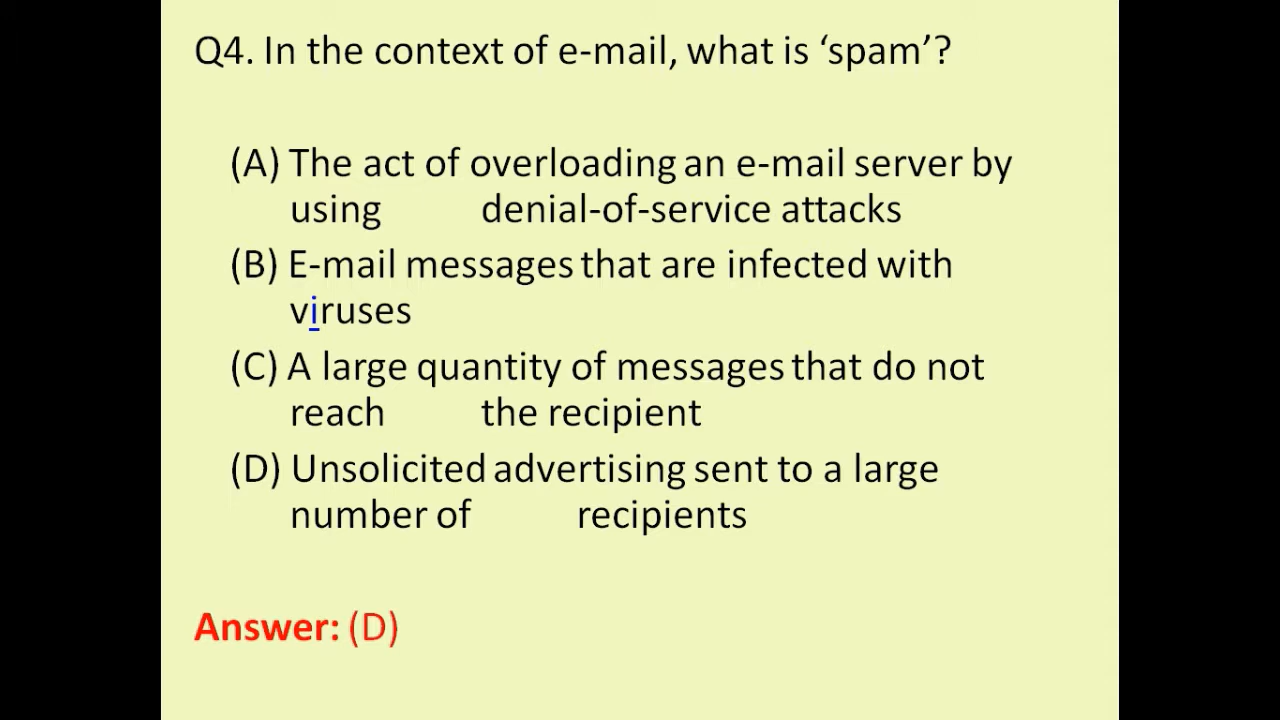 Q4. In the context of e-mail, what is ‘spam’?
(A) The act of overloading an e-mail server by
using denial-of-service attacks
(B) E-mail messages that are infected with
viruses
(C) A large quantity of messages that do not
reach the recipient
(D) Unsolicited advertising sent to a large
number of recipients
Answer: (D)